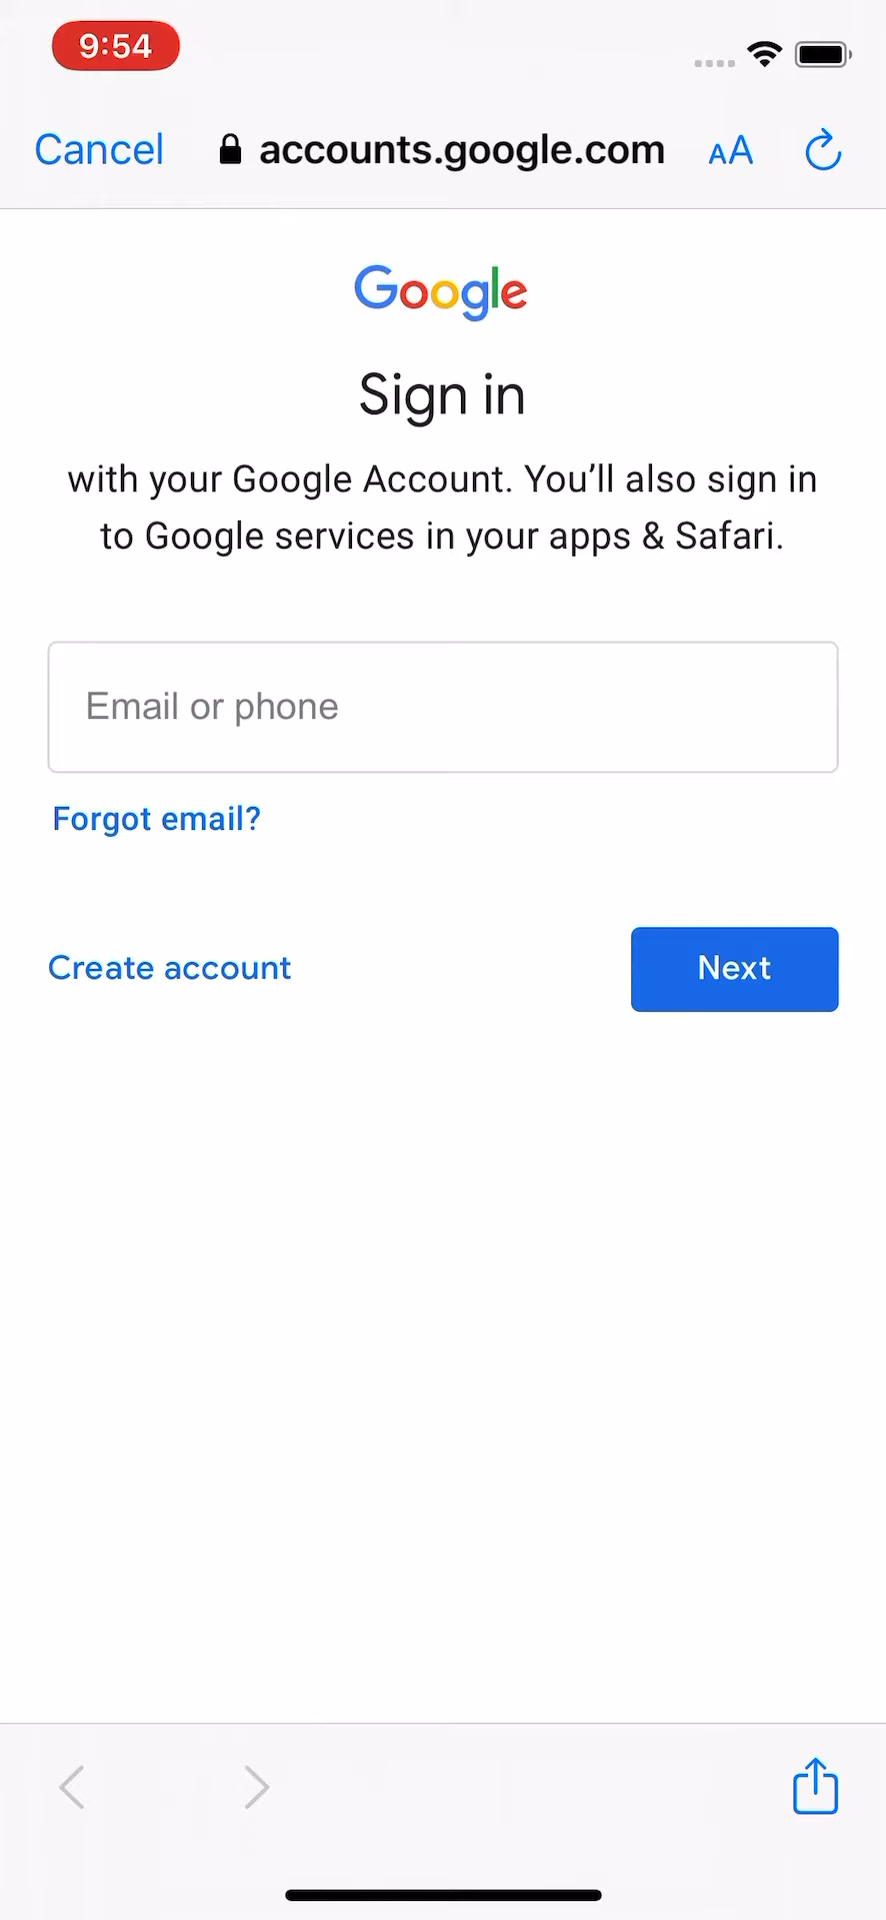 9:54
Cancel accounts.google.com AA
Google
Sign in
with your Google Account. You’ll also sign in
to Google services in your apps & Safari.
Email or phone
Forgot email?
Create account Next